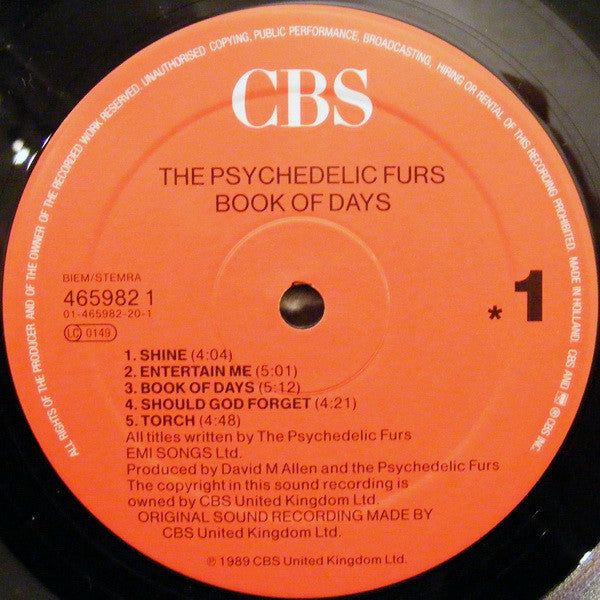 ALL RIGHTS OF THE PRODUCER AND OF THE OWNER OF THE RECORDED WORK RESERVED. UNAUTHORISED COPYING, PUBLIC PERFORMANCE, BROADCASTING, HIRING OR RENTAL OF THIS RECORDING PROHIBITED. MADE IN HOLLAND. CBS AND ℗ CBS INC.
CBS
THE PSYCHEDELIC FURS
BOOK OF DAYS
BIEM/STEMRA
465982 1
01-465982-20-1
LC 0149
* 1
1. SHINE (4:04)
2. ENTERTAIN ME (5:01)
3. BOOK OF DAYS (5:12)
4. SHOULD GOD FORGET (4:21)
5. TORCH (4:48)
All titles written by The Psychedelic Furs
EMI SONGS Ltd.
Produced by David M Allen and the Psychedelic Furs
The copyright in this sound recording is
owned by CBS United Kingdom Ltd.
ORIGINAL SOUND RECORDING MADE BY
CBS United Kingdom Ltd.
℗ 1989 CBS United Kingdom Ltd.